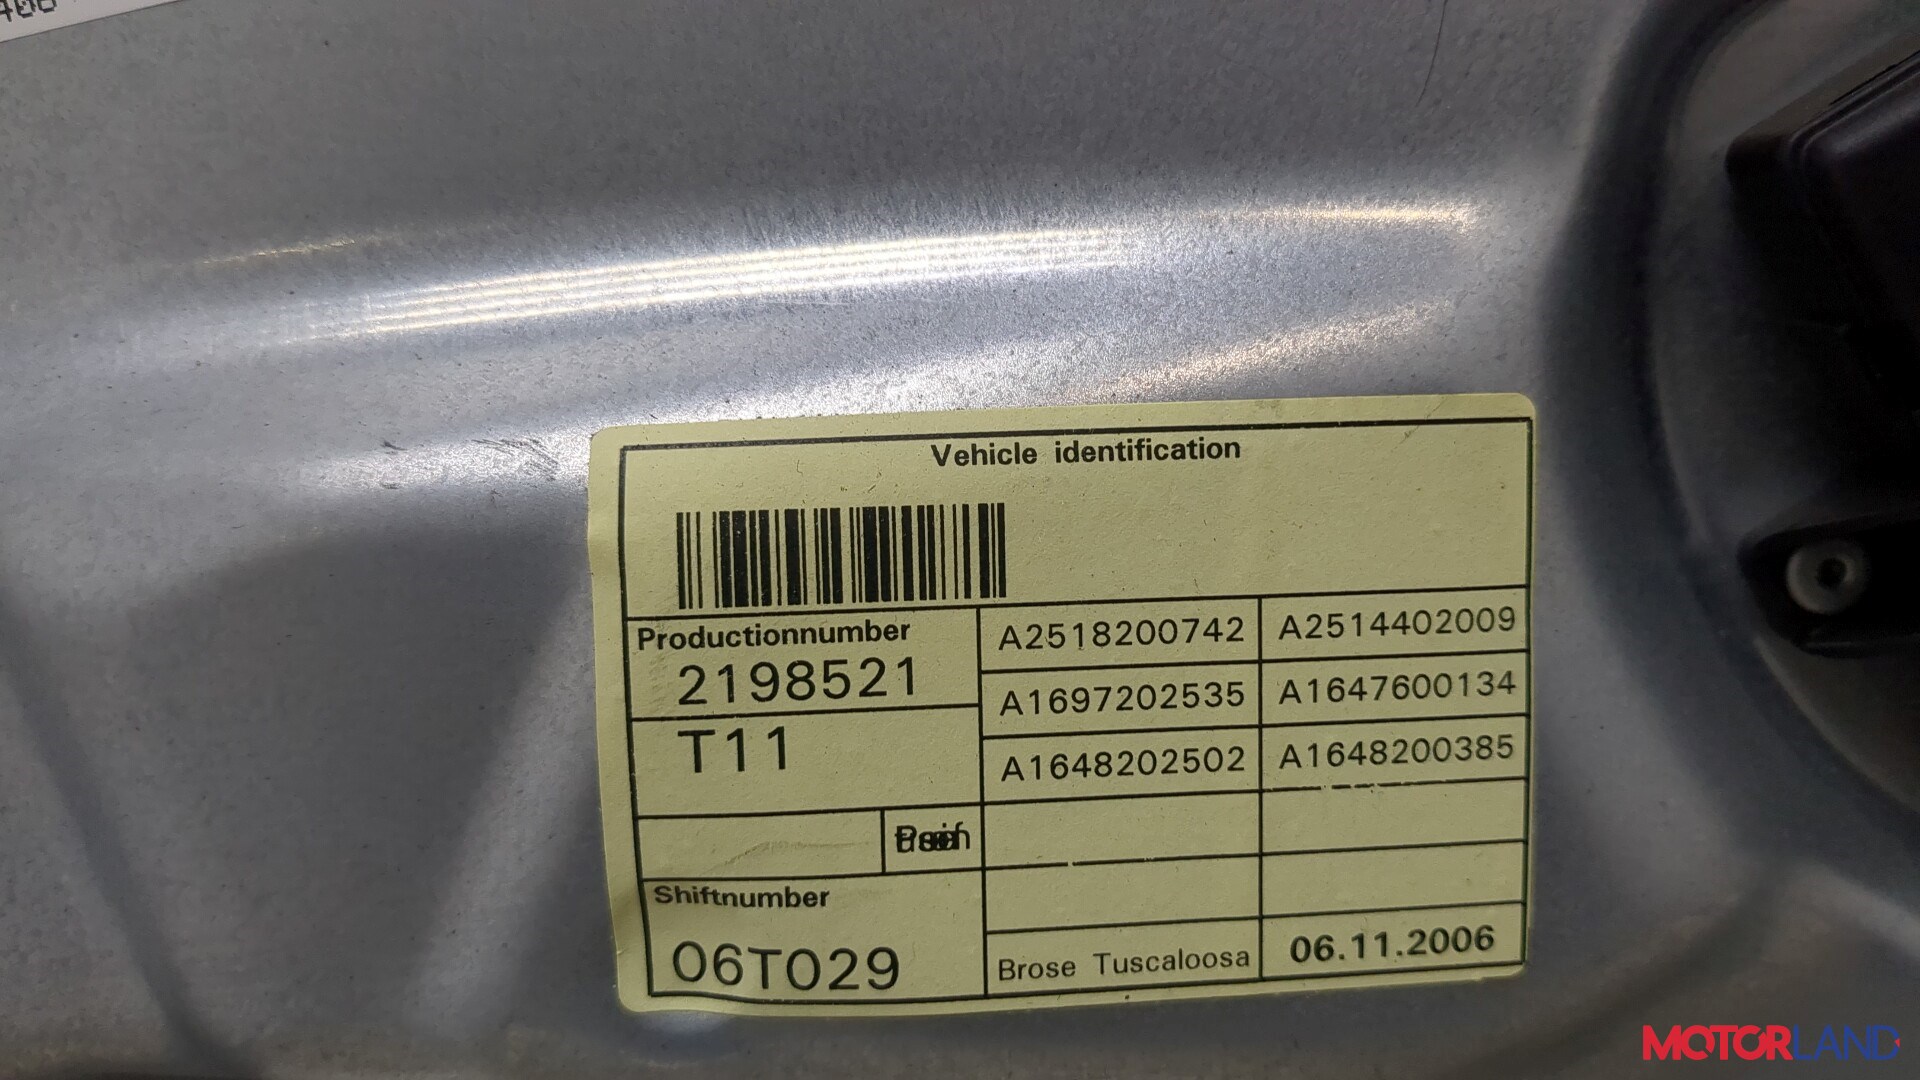 Vehicle identification
Productionnumber
2198521
T11
Shiftnumber
06T029
A2518200742 A2514402009
A1697202535 A1647600134
A1648202502 A1648200385
Brose Tuscaloosa 06.11.2006
MOTORLAND